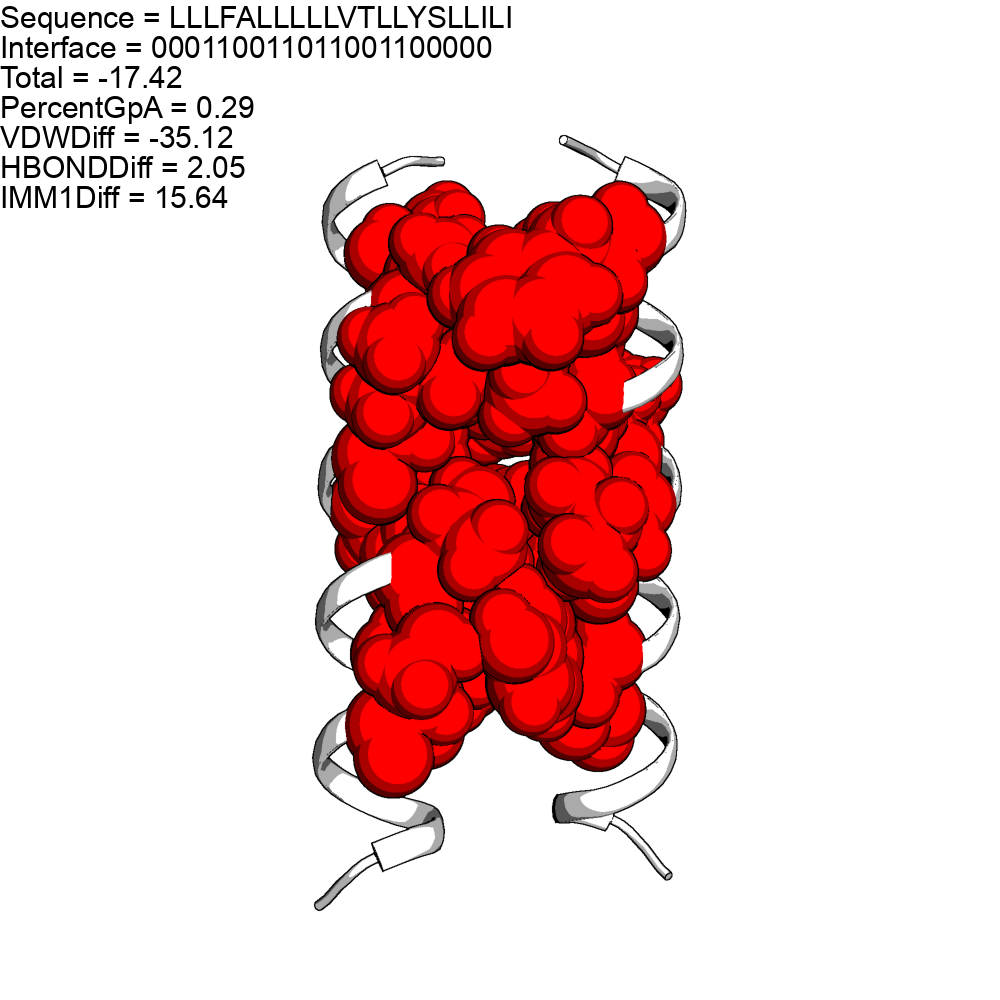 Sequence = LLLFALLLLLVTLLYSLLILI
Interface = 000110011011001100000
Total = -17.42
PercentGpA = 0.29
VDWDiff = -35.12
HBONDDiff = 2.05
IMM1Diff = 15.64